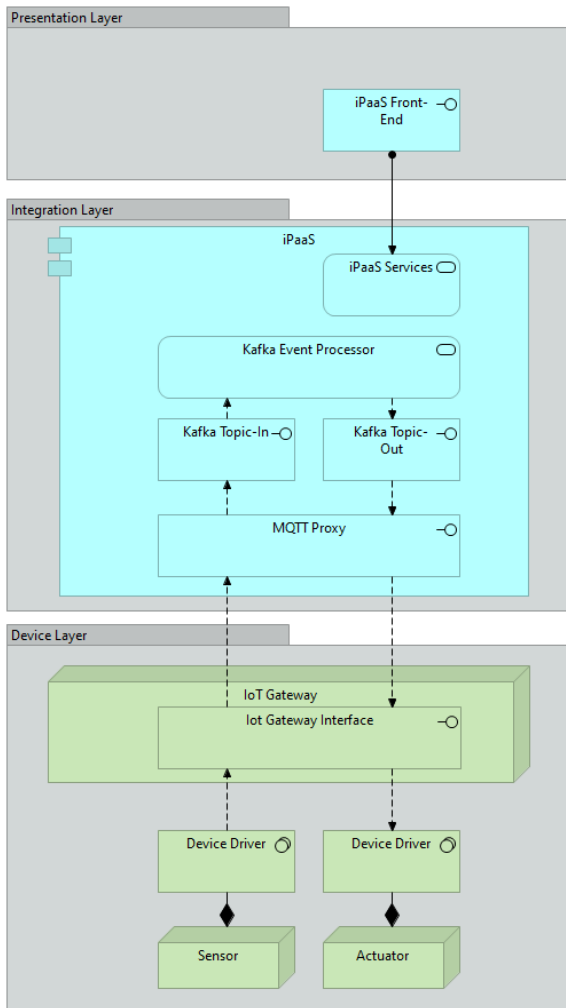 Presentation Layer
iPaaS Front-
End
Integration Layer
iPaaS
iPaaS Services
Kafka Event Processor
Kafka Topic-In
Kafka Topic-
Out
MQTT Proxy
Device Layer
IoT Gateway
Iot Gateway Interface
Device Driver
Device Driver
Sensor
Actuator